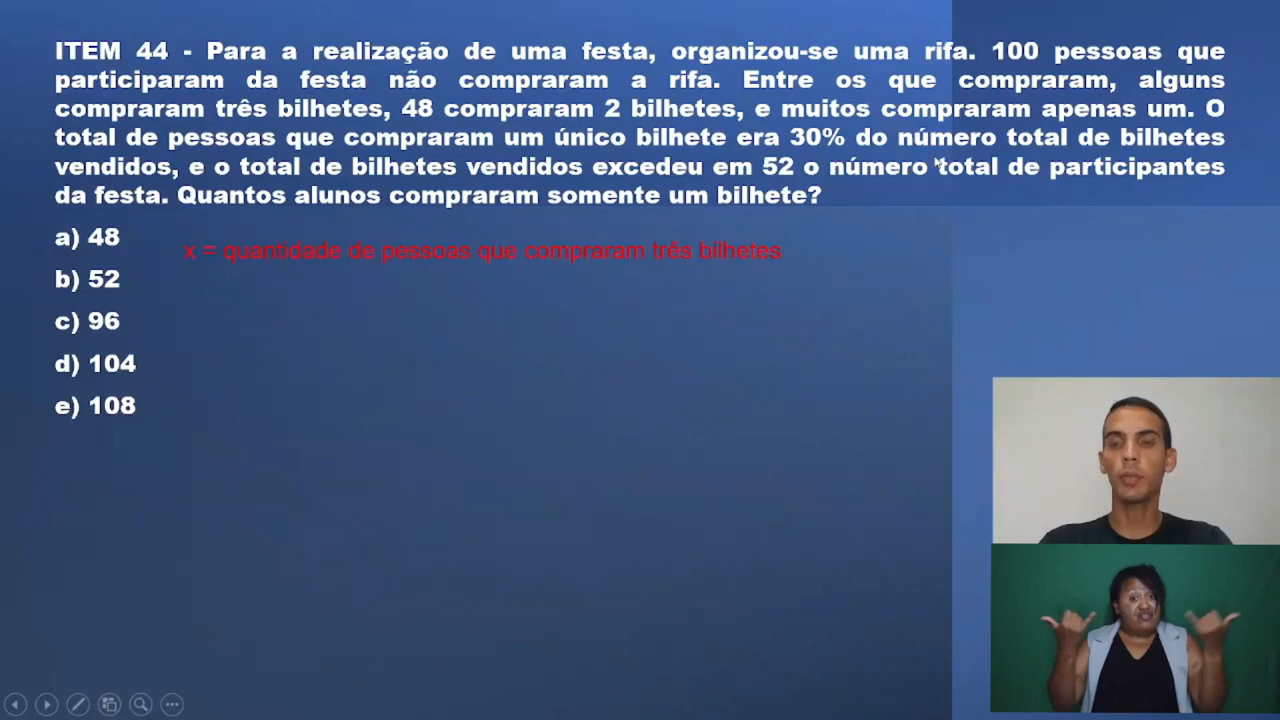 ITEM 44 - Para a realização de uma festa, organizou-se uma rifa. 100 pessoas que
participaram da festa não compraram a rifa. Entre os que compraram, alguns
compraram três bilhetes, 48 compraram 2 bilhetes, e muitos compraram apenas um. O
total de pessoas que compraram um único bilhete era 30% do número total de bilhetes
vendidos, e o total de bilhetes vendidos excedeu em 52 o número total de participantes
da festa. Quantos alunos compraram somente um bilhete?
a) 48
x = quantidade de pessoas que compraram três bilhetes
b) 52
c) 96
d) 104
e) 108